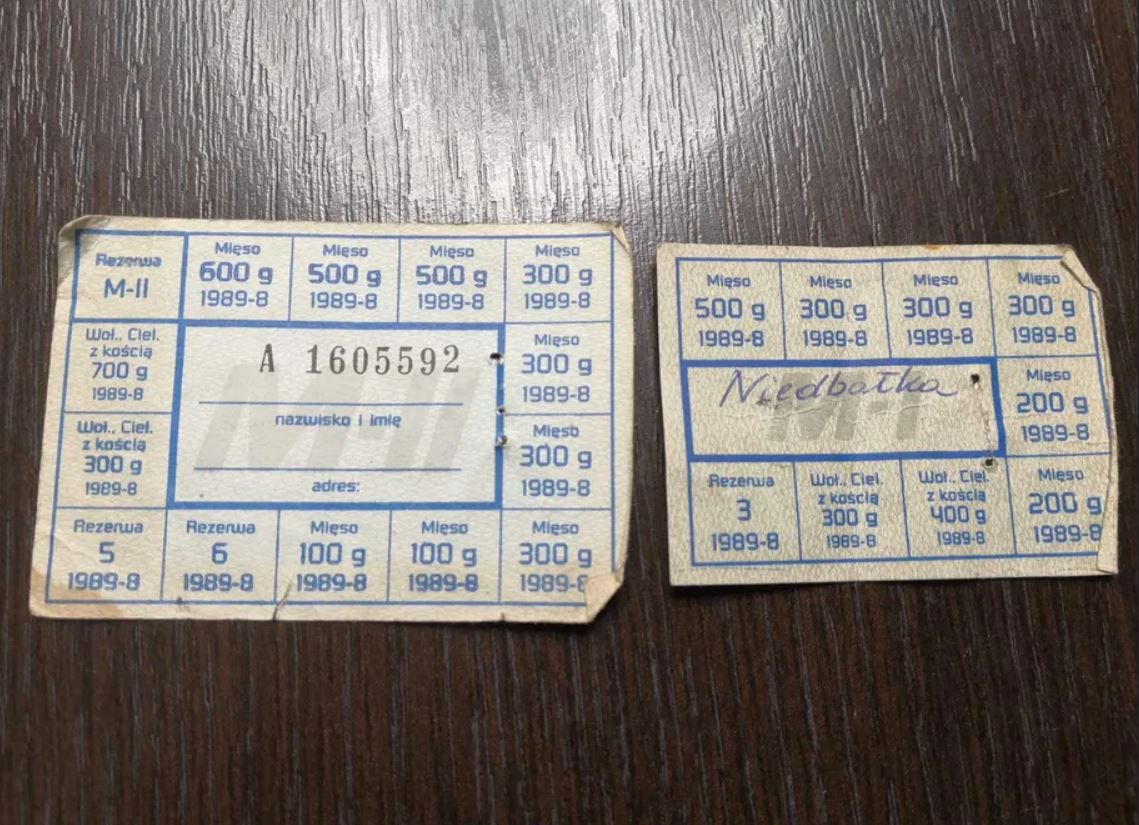 Rezerwa
M-II
Mięso
600 g
1989-8
Mięso
500 g
1989-8
Mięso
500 g
1989-8
Mięso
300 g
1989-8
Woł., Ciel.
z kością
700 g
1989-8
A 1605592
nazwisko i imię
adres:
M-II
Mięso
300 g
1989-8
Woł., Ciel.
z kością
300 g
1989-8
Mięso
300 g
1989-8
Rezerwa
5
1989-8
Rezerwa
6
1989-8
Mięso
100 g
1989-8
Mięso
100 g
1989-8
Mięso
300 g
1989-8
Mięso
500 g
1989-8
Mięso
300 g
1989-8
Mięso
300 g
1989-8
Mięso
300 g
1989-8
Niedbałka
M-I
Mięso
200 g
1989-8
Rezerwa
3
1989-8
Woł., Ciel.
z kością
300 g
1989-8
Woł., Ciel.
z kością
400 g
1989-8
Mięso
200 g
1989-8